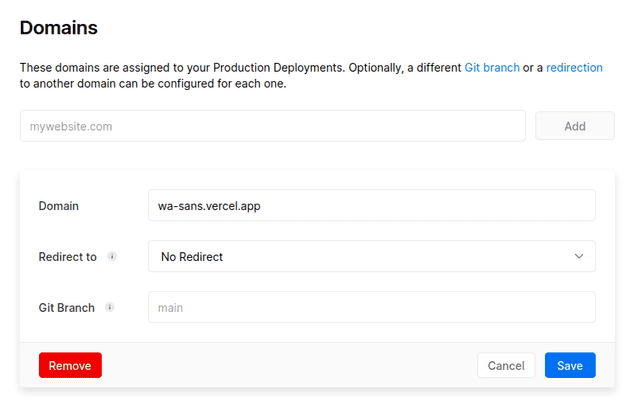 Domains
These domains are assigned to your Production Deployments. Optionally, a different Git branch or a redirection
to another domain can be configured for each one.
mywebsite.com
Add
Domain
wa-sans.vercel.app
Redirect to
No Redirect
Git Branch
main
Remove
Cancel
Save